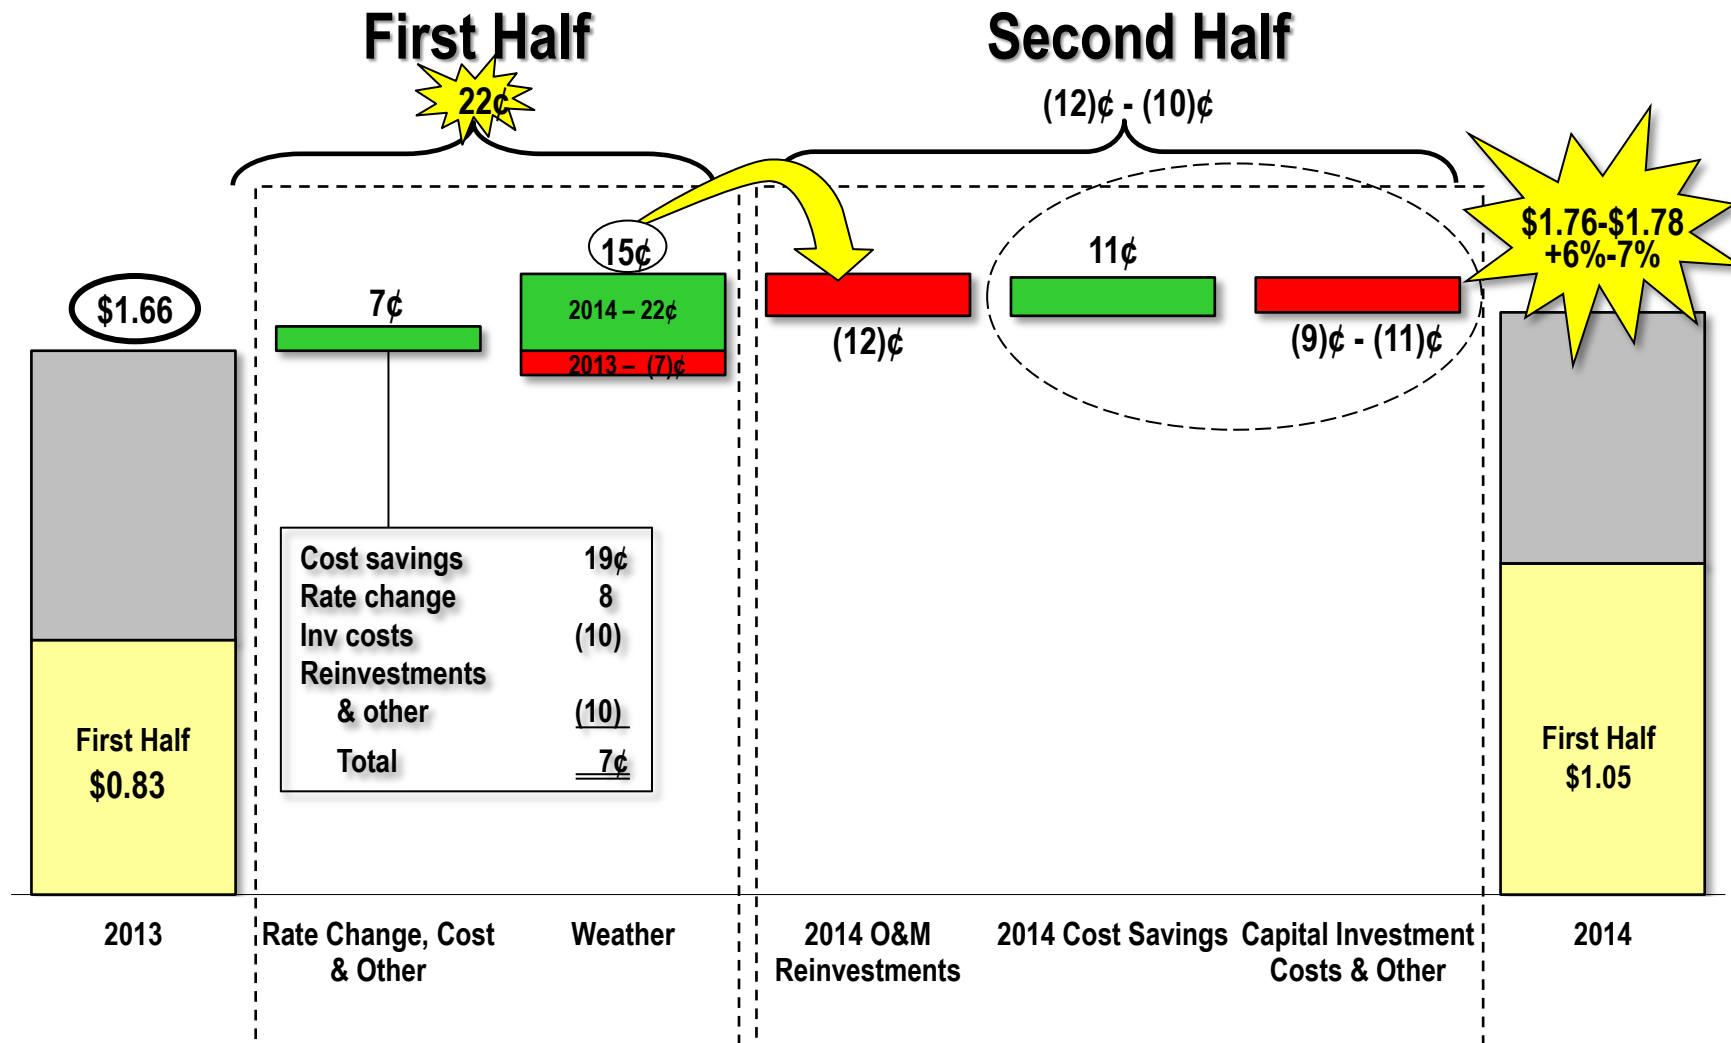 First Half
Second Half
22¢
(12)¢ - (10)¢
$1.66
7¢
15¢
2014 – 22¢
2013 –  (7)¢
(12)¢
11¢
(9)¢ - (11)¢
$1.76-$1.78
+6%-7%
Cost savings 19¢
Rate change 8
Inv costs (10)
Reinvestments
& other (10)
Total 7¢
First Half
$0.83
First Half
$1.05
2013
Rate Change, Cost
& Other
Weather
2014 O&M
Reinvestments
2014 Cost Savings
Capital Investment
Costs & Other
2014